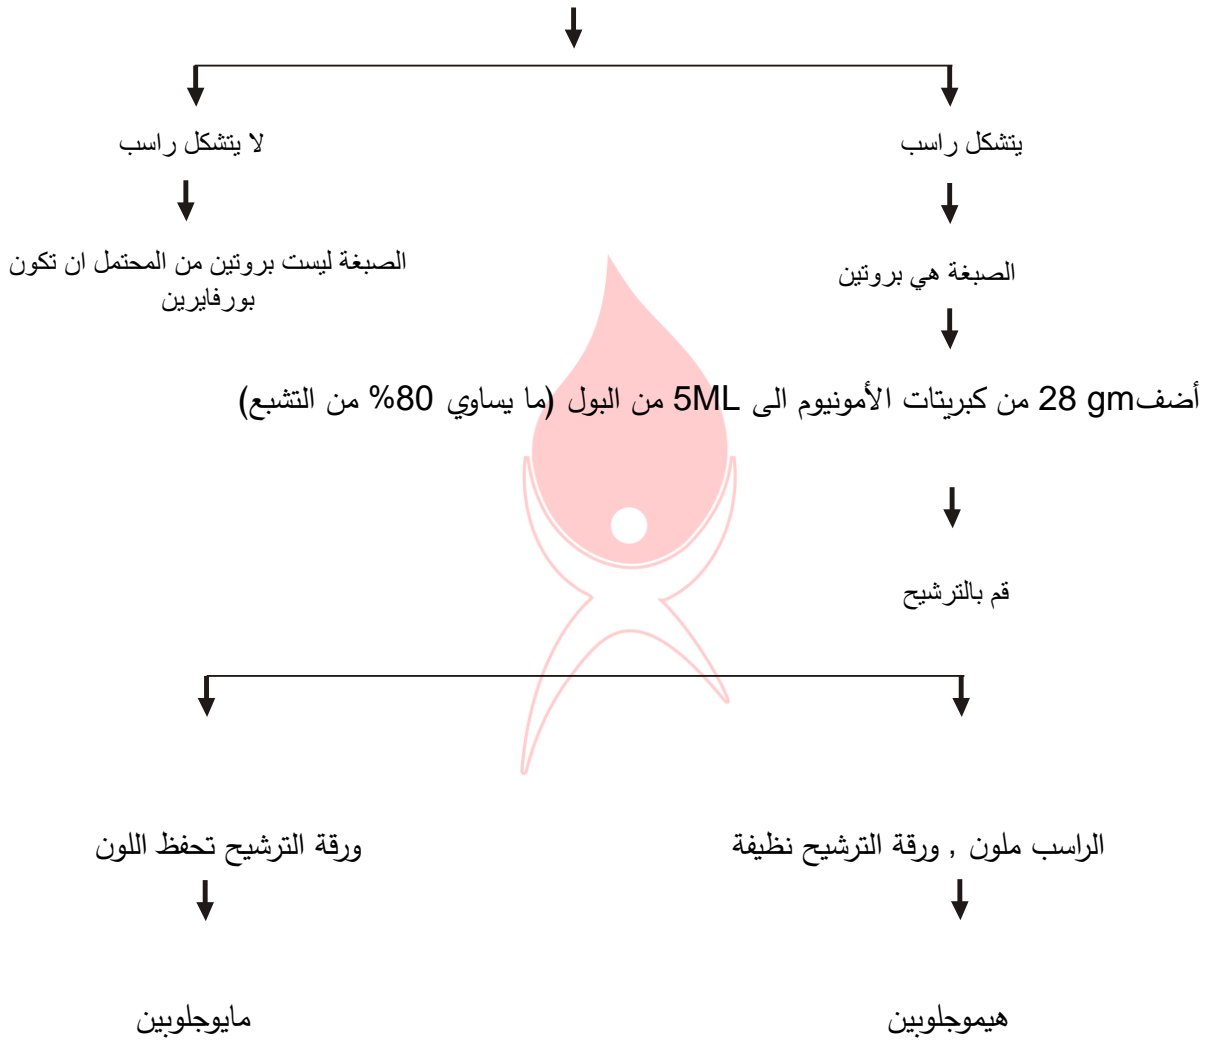 يتشكل راسب
لا يتشكل راسب
الصبغة هي بروتين
الصبغة ليست بروتين من المحتمل ان تكون
بورفايرين
أضف28 gm من كبريتات الأمونيوم الى 5ML من البول (ما يساوي 80% من التشبع)
قم بالترشيح
الراسب ملون , ورقة الترشيح نظيفة
ورقة الترشيح تحفظ اللون
هيموجلوبين
مايوجلوبين